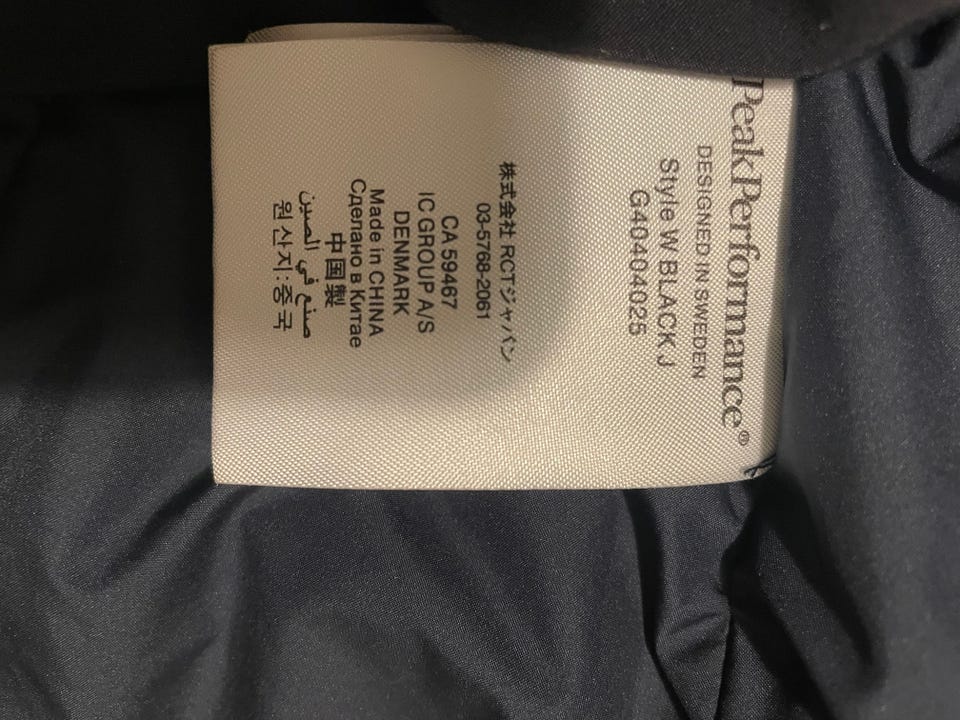 PeakPerformance®
DESIGNED IN SWEDEN
Style W BLACK J
G40404025
株式会社 RCTジャパン
03-5768-2061
CA 59467
IC GROUP A/S
DENMARK
Made in CHINA
Сделано в Китае
中国製
صنع في الصين
원산지:중국